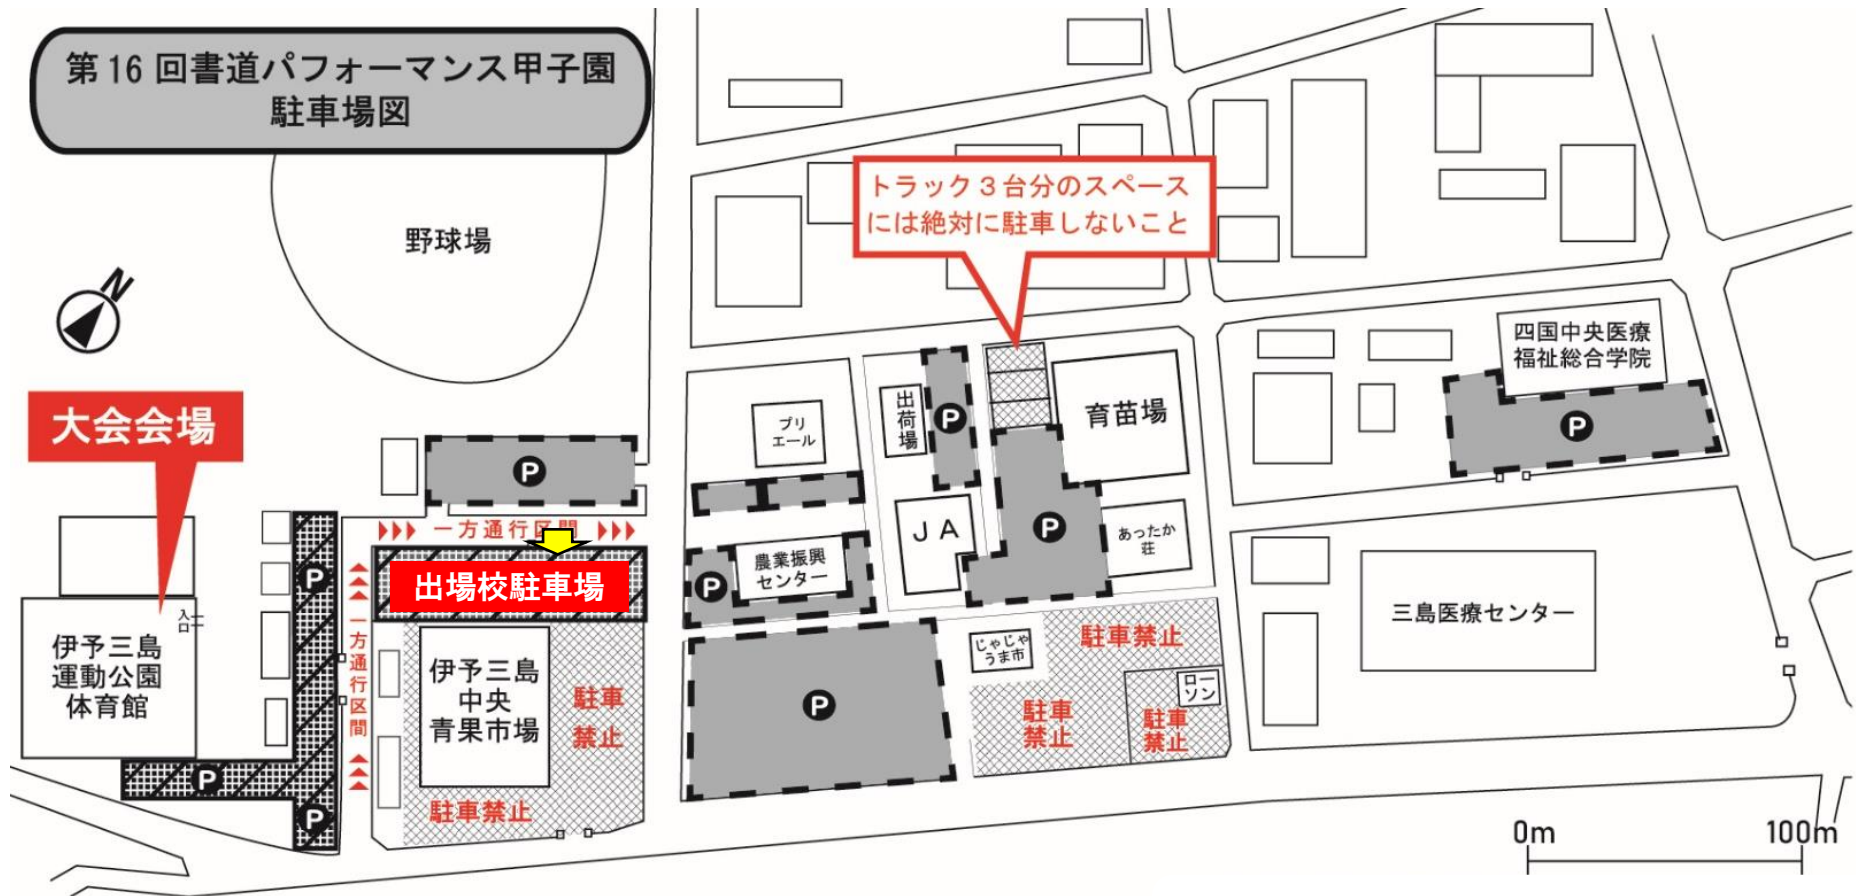 第16回書道パフォーマンス甲子園
駐車場図
野球場
N
トラック3台分のスペース
には絶対に駐車しないこと
四国中央医療
福祉総合学院
大会会場
プリ
エール
出荷場
P
育苗場
P
P
一方通行区間
JA
P
あったか
荘
出場校駐車場
P
農業振興
センター
P
三島医療センター
入口
伊予三島
運動公園
体育館
一方通行区間
伊予三島
中央
青果市場
駐車
禁止
じゃじゃ
うま市
駐車禁止
ロー
ソン
P
駐車
禁止
駐車
禁止
P
P
駐車禁止
0m
100m